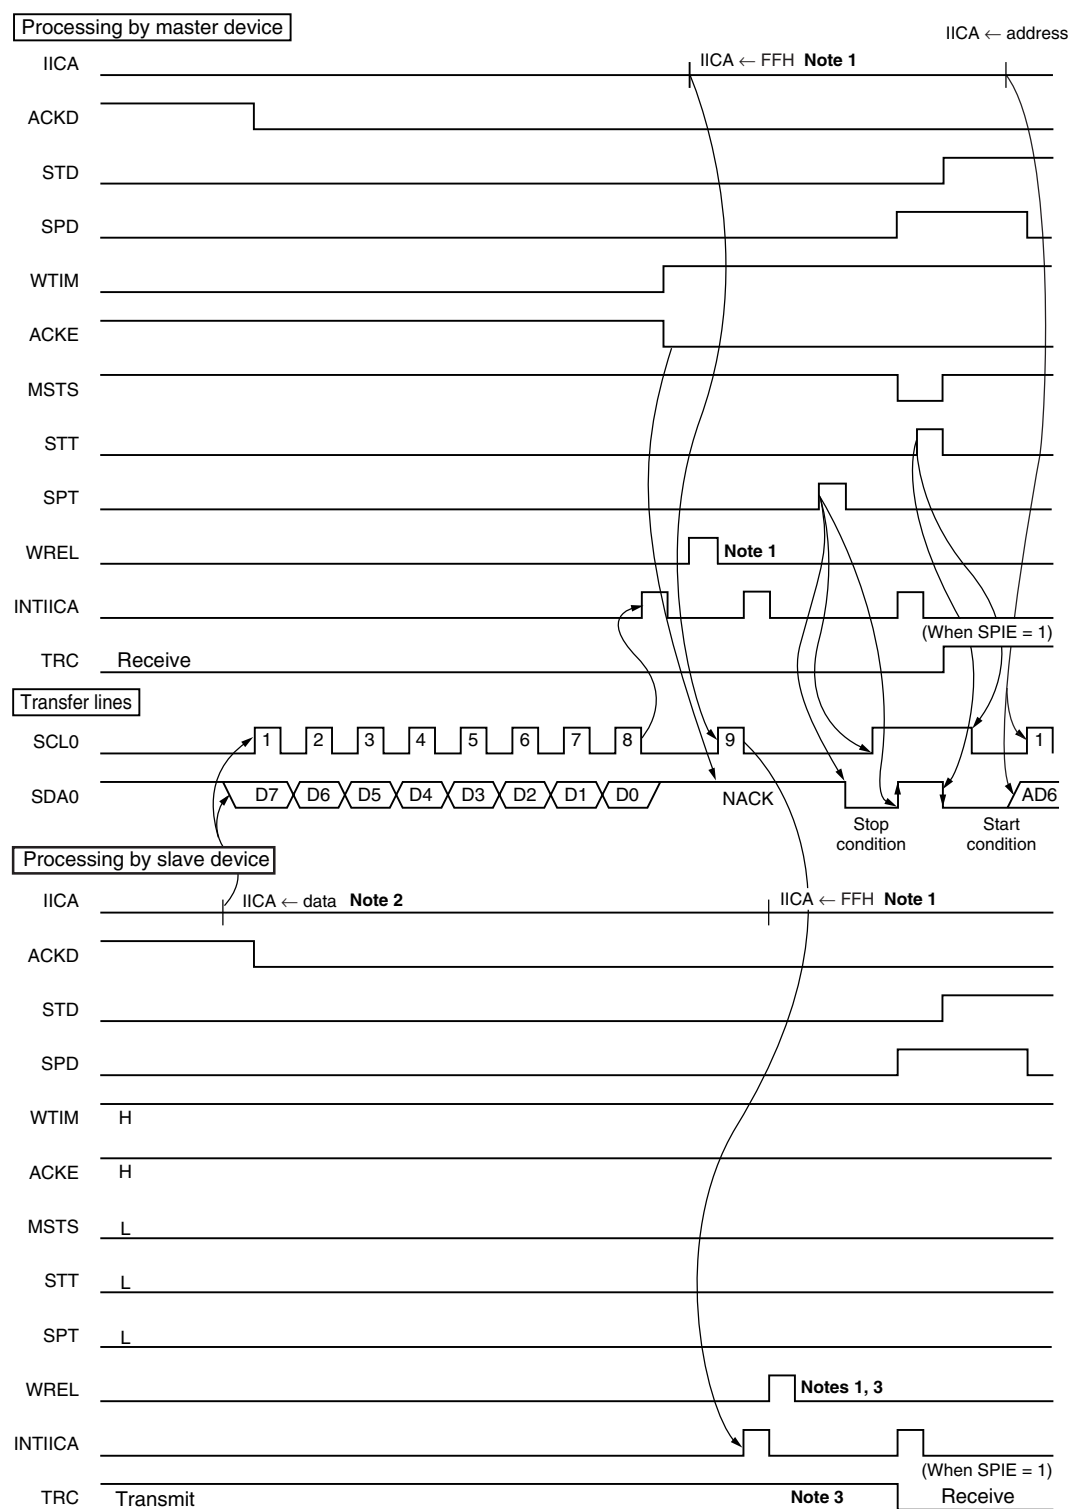 Processing by master device
IICA ← address
IICA
IICA ← FFH Note 1
ACKD
STD
SPD
WTIM
ACKE
MSTS
STT
SPT
WREL
Note 1
INTIICA
(When SPIE = 1)
TRC
Receive
Transfer lines
SCL0
1 2 3 4 5 6 7 8 9 1
SDA0
D7 D6 D5 D4 D3 D2 D1 D0 NACK AD6
Stop condition
Start condition
Processing by slave device
IICA
IICA ← data Note 2
IICA ← FFH Note 1
ACKD
STD
SPD
WTIM
H
ACKE
H
MSTS
L
STT
L
SPT
L
WREL
Notes 1, 3
INTIICA
(When SPIE = 1)
TRC
Transmit
Note 3
Receive